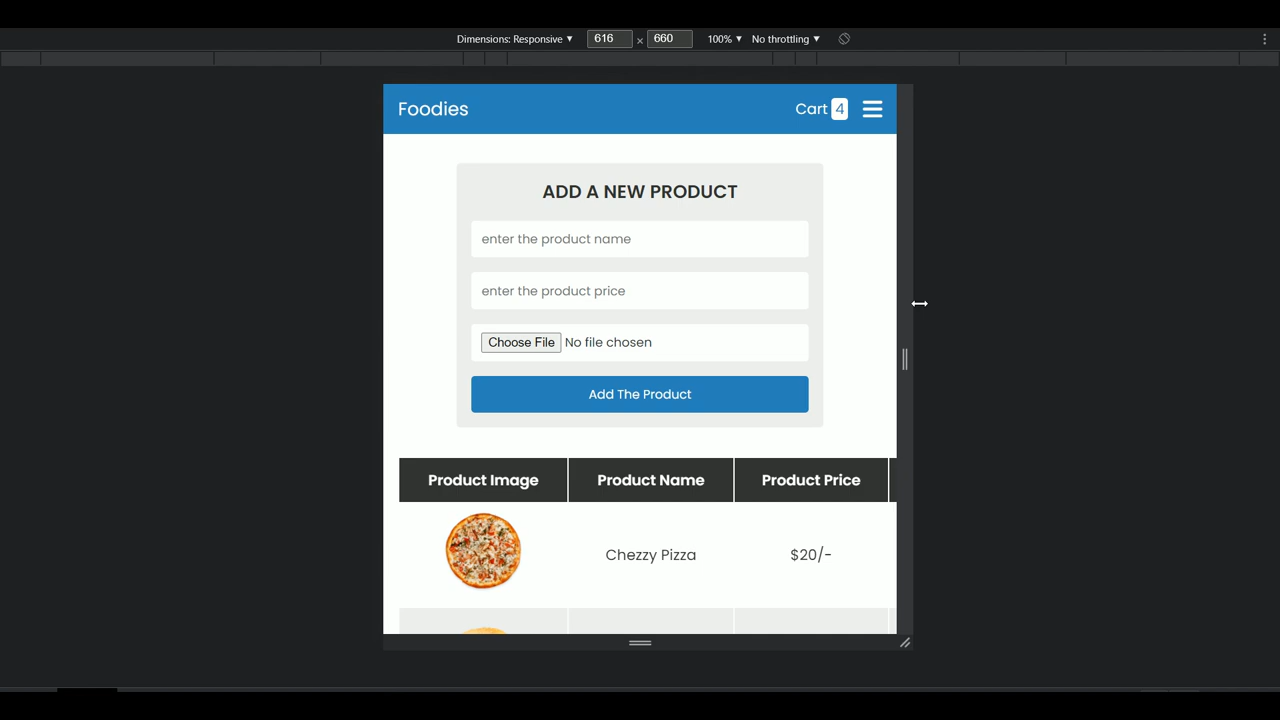 Dimensions: Responsive ▼ 616 × 660 100% ▼ No throttling ▼
Foodies Cart 4
ADD A NEW PRODUCT
enter the product name
enter the product price
Choose File No file chosen
Add The Product
Product Image Product Name Product Price
Chezzy Pizza $20/-